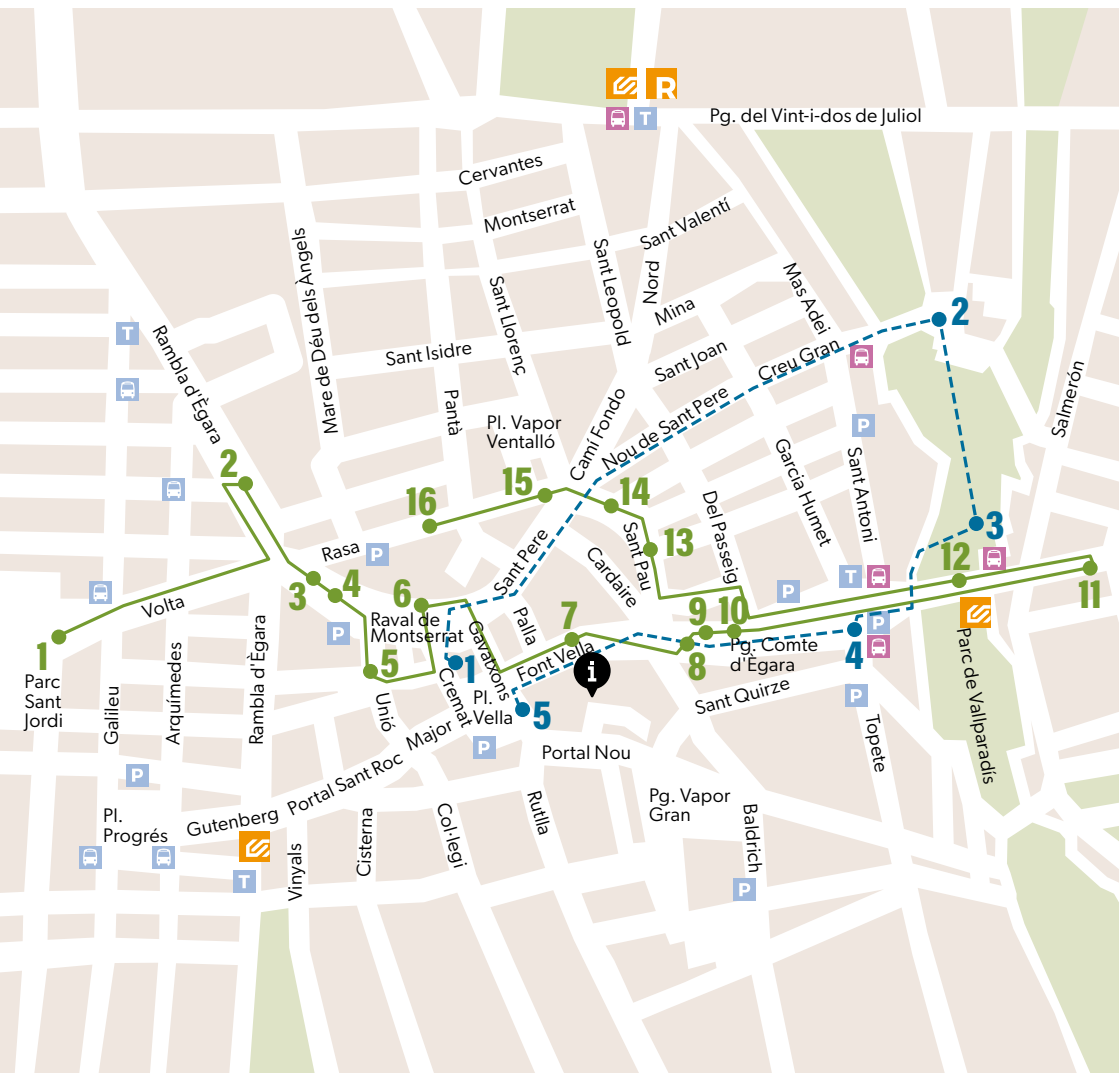 R
T
Pg. del Vint-i-dos de Juliol
Cervantes
Montserrat
Sant Valentí
Mare de Déu dels Àngels
Sant Llorenç
Sant Leopold
Nord
Mas Adei
Mina
2
T
Rambla d'Ègara
Sant Isidre
Sant Joan
Creu Gran
Salmerón
Pantà
Pl. Vapor
Ventalló
Camí Fondo
Nou de Sant Pere
P
Garcia Humet
Sant Antoni
2
16
15
14
Del Passeig
3
Rasa
P
Sant Pere
Sant Pau
13
12
Cardaire
T
3
4
6
P
11
Volta
P
Raval de
Montserrat
Palla
7
9
10
P
1
5
1
Gavatxons
Font Vella
i
8
Pg. Comte
d'Ègara
4
Parc
Sant
Jordi
Galileu
Arquímedes
Rambla d'Ègara
Unió
Cremat
Pl.
Vella
5
Sant Quirze
P
Topete
Parc de Vallparadís
Major
P
Portal Nou
Portal Sant Roc
P
Pl.
Progrés
Gutenberg
Cisterna
Col·legi
Rutlla
Pg. Vapor
Gran
Baldrich
Vinyals
T
P